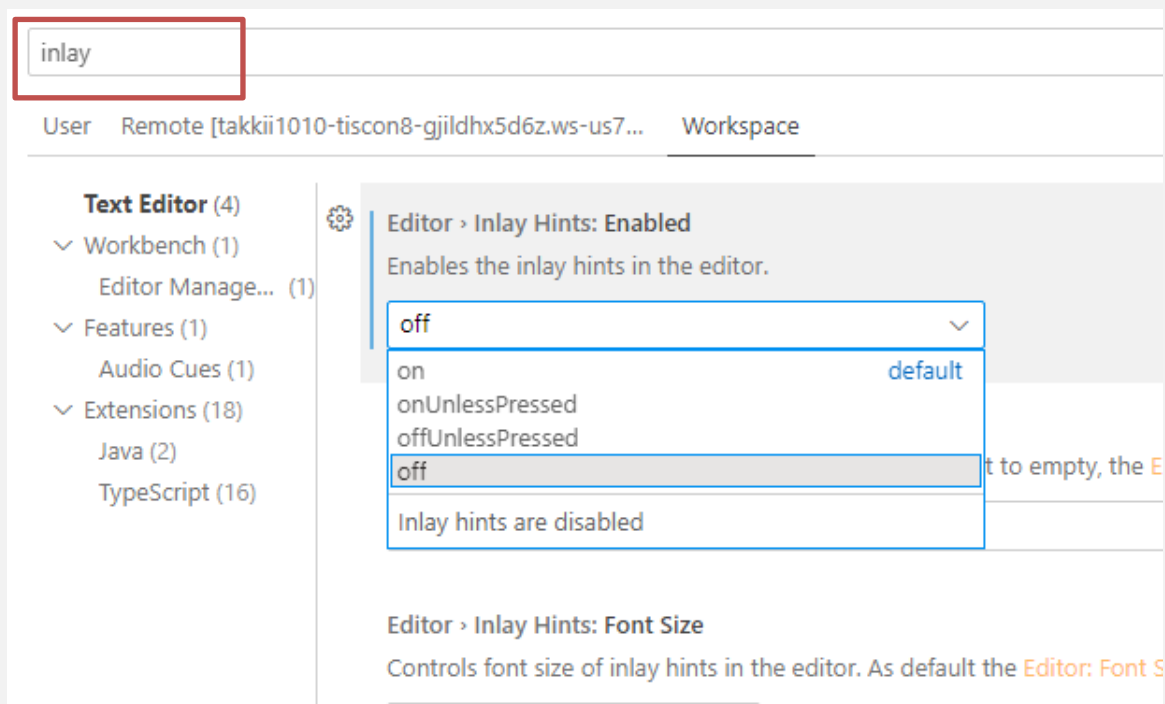 inlay
User Remote [takkii1010-tiscon8-gjildhx5d6z.ws-us7... Workspace
Text Editor (4)
Workbench (1)
Editor Manage... (1)
Features (1)
Audio Cues (1)
Extensions (18)
Java (2)
TypeScript (16)
Editor › Inlay Hints: Enabled
Enables the inlay hints in the editor.
off
on default
onUnlessPressed
offUnlessPressed
off
t to empty, the E
Inlay hints are disabled
Editor › Inlay Hints: Font Size
Controls font size of inlay hints in the editor. As default the Editor: Font S